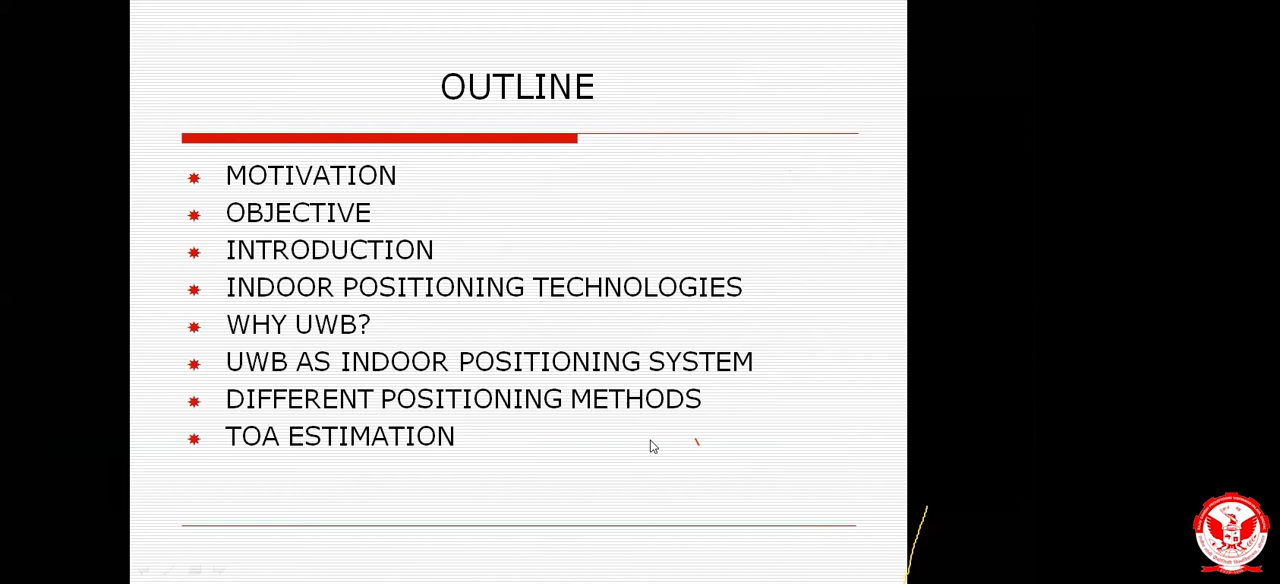 OUTLINE
MOTIVATION
OBJECTIVE
INTRODUCTION
INDOOR POSITIONING TECHNOLOGIES
WHY UWB?
UWB AS INDOOR POSITIONING SYSTEM
DIFFERENT POSITIONING METHODS
TOA ESTIMATION